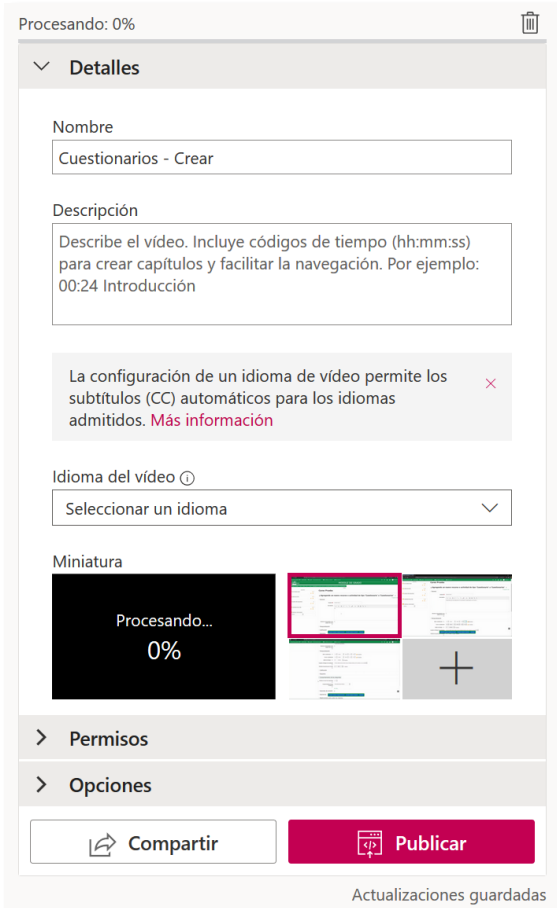 Procesando: 0%
Detalles
Nombre
Cuestionarios - Crear
Descripción
Describe el vídeo. Incluye códigos de tiempo (hh:mm:ss)
para crear capítulos y facilitar la navegación. Por ejemplo:
00:24 Introducción
La configuración de un idioma de vídeo permite los
subtítulos (CC) automáticos para los idiomas
admitidos. Más información
Idioma del vídeo
Seleccionar un idioma
Miniatura
Procesando...
0%
Permisos
Opciones
Compartir
Publicar
Actualizaciones guardadas